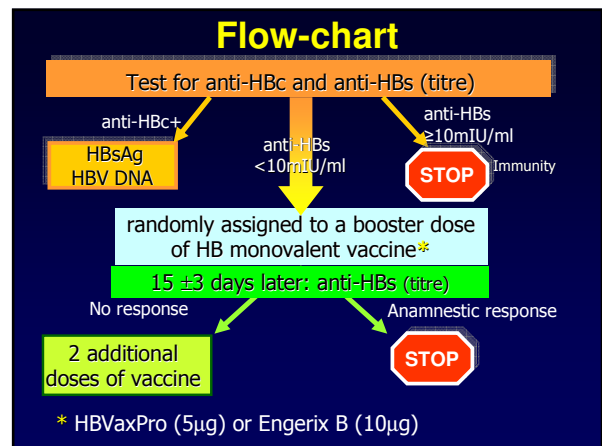 Flow-chart
Test for anti-HBc and anti-HBs (titre)
anti-HBc+
anti-HBs
<10mIU/ml
anti-HBs
≥10mIU/ml
HBsAg
HBV DNA
STOP
Immunity
randomly assigned to a booster dose
of HB monovalent vaccine*
15 ±3 days later: anti-HBs (titre)
No response
Anamnestic response
2 additional
doses of vaccine
STOP
* HBVaxPro (5µg) or Engerix B (10µg)